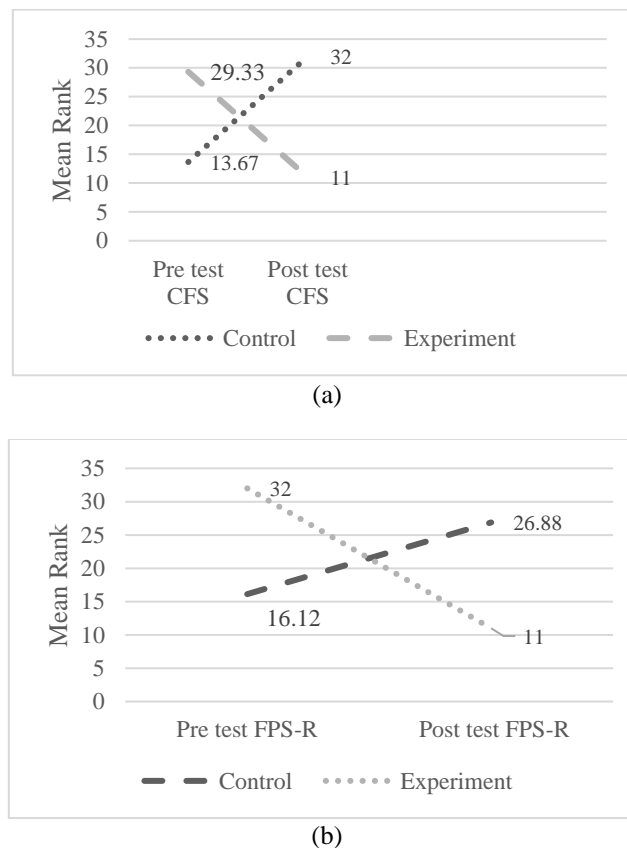 35
30
25
20
15
10
5
0
Mean Rank
29.33
32
13.67
11
Pre test CFS
Post test CFS
Control
Experiment
(a)
35
30
25
20
15
10
5
0
Mean Rank
32
26.88
16.12
11
Pre test FPS-R
Post test FPS-R
Control
Experiment
(b)